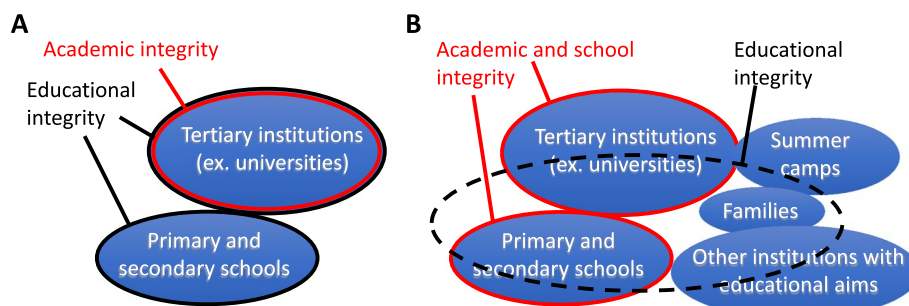 A
Academic integrity
Educational
integrity
Tertiary institutions
(ex. universities)
Primary and
secondary schools
B
Academic and school
integrity
Educational
integrity
Tertiary institutions
(ex. universities)
Summer
camps
Families
Primary and
secondary schools
Other institutions with
educational aims